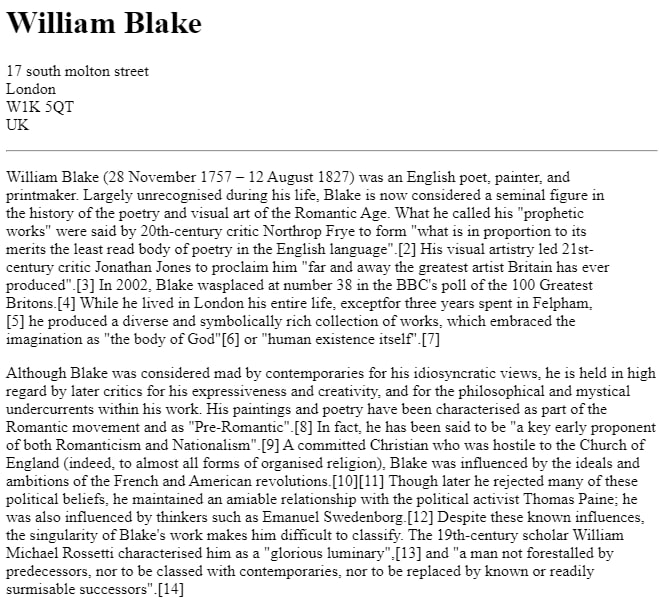 William Blake
17 south molton street
London
W1K 5QT
UK
William Blake (28 November 1757 – 12 August 1827) was an English poet, painter, and
printmaker. Largely unrecognised during his life, Blake is now considered a seminal figure in
the history of the poetry and visual art of the Romantic Age. What he called his "prophetic
works" were said by 20th-century critic Northrop Frye to form "what is in proportion to its
merits the least read body of poetry in the English language".[2] His visual artistry led 21st-
century critic Jonathan Jones to proclaim him "far and away the greatest artist Britain has ever
produced".[3] In 2002, Blake wasplaced at number 38 in the BBC's poll of the 100 Greatest
Britons.[4] While he lived in London his entire life, exceptfor three years spent in Felpham,
[5] he produced a diverse and symbolically rich collection of works, which embraced the
imagination as "the body of God"[6] or "human existence itself".[7]
Although Blake was considered mad by contemporaries for his idiosyncratic views, he is held in high
regard by later critics for his expressiveness and creativity, and for the philosophical and mystical
undercurrents within his work. His paintings and poetry have been characterised as part of the
Romantic movement and as "Pre-Romantic".[8] In fact, he has been said to be "a key early proponent
of both Romanticism and Nationalism".[9] A committed Christian who was hostile to the Church of
England (indeed, to almost all forms of organised religion), Blake was influenced by the ideals and
ambitions of the French and American revolutions.[10][11] Though later he rejected many of these
political beliefs, he maintained an amiable relationship with the political activist Thomas Paine; he
was also influenced by thinkers such as Emanuel Swedenborg.[12] Despite these known influences,
the singularity of Blake's work makes him difficult to classify. The 19th-century scholar William
Michael Rossetti characterised him as a "glorious luminary",[13] and "a man not forestalled by
predecessors, nor to be classed with contemporaries, nor to be replaced by known or readily
surmisable successors".[14]